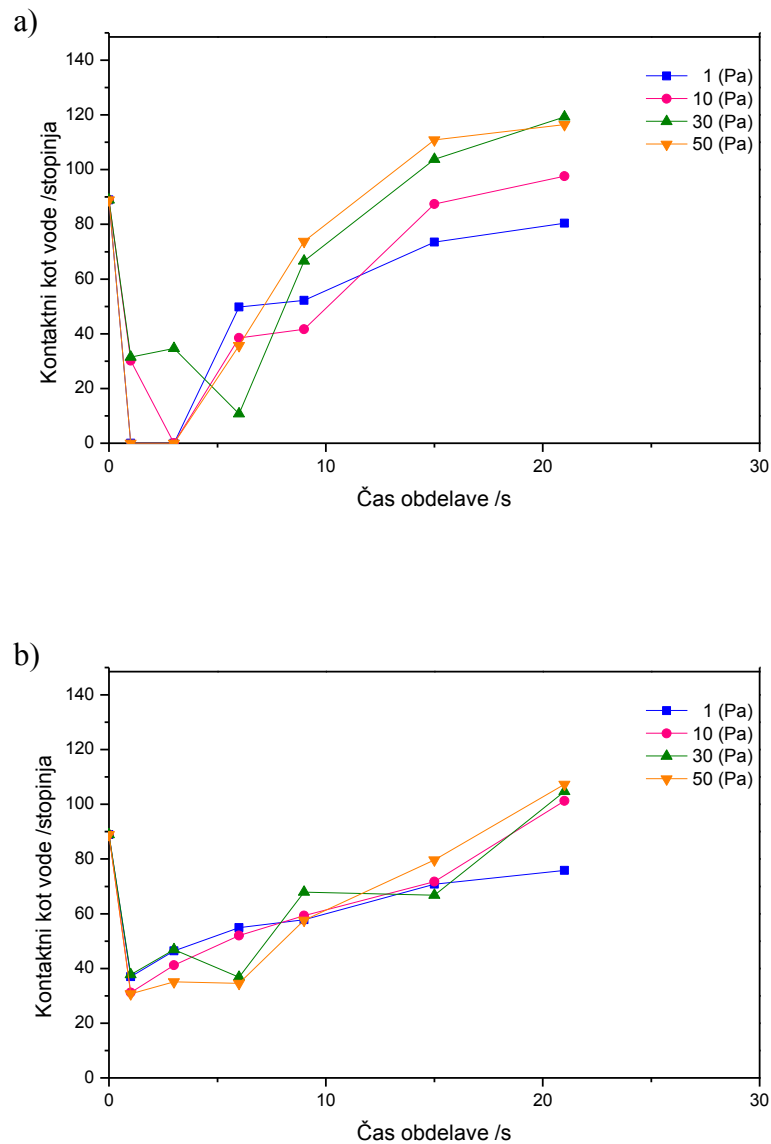 a)
140
120
100
80
60
40
20
0
Kontaktni kot vode /stopinja
1 (Pa)
10 (Pa)
30 (Pa)
50 (Pa)
0 10 20 30
Čas obdelave /s
b)
140
120
100
80
60
40
20
0
Kontaktni kot vode /stopinja
1 (Pa)
10 (Pa)
30 (Pa)
50 (Pa)
0 10 20 30
Čas obdelave /s